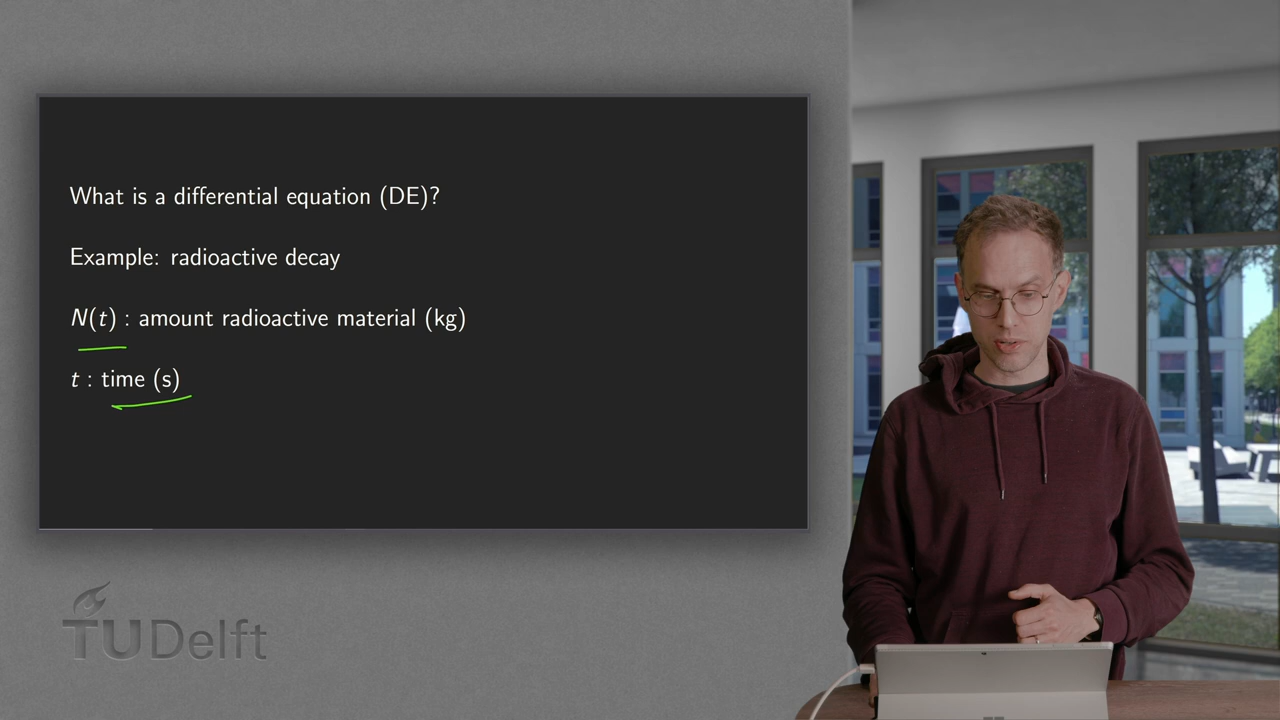 What is a differential equation (DE)?
Example: radioactive decay
N(t) : amount radioactive material (kg)
t : time (s)
TUDelft